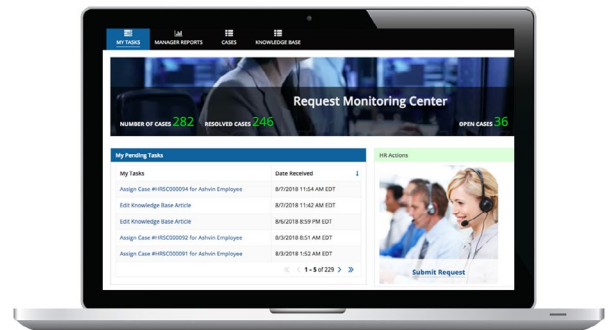 MY TASKS MANAGER REPORTS CASES KNOWLEDGE BASE
Request Monitoring Center
NUMBER OF CASES 282 RESOLVED CASES 246 OPEN CASES 36
My Pending Tasks
HR Actions
My Tasks Date Received
Assign Case #HRSC000094 for Ashvin Employee 8/7/2018 11:54 AM EDT
Edit Knowledge Base Article 8/7/2018 11:42 AM EDT
Edit Knowledge Base Article 8/6/2018 8:59 PM EDT
Assign Case #HRSC000092 for Ashvin Employee 8/3/2018 8:51 AM EDT
Assign Case #HRSC000091 for Ashvin Employee 8/3/2018 1:52 AM EDT
1 – 5 of 229
Submit Request